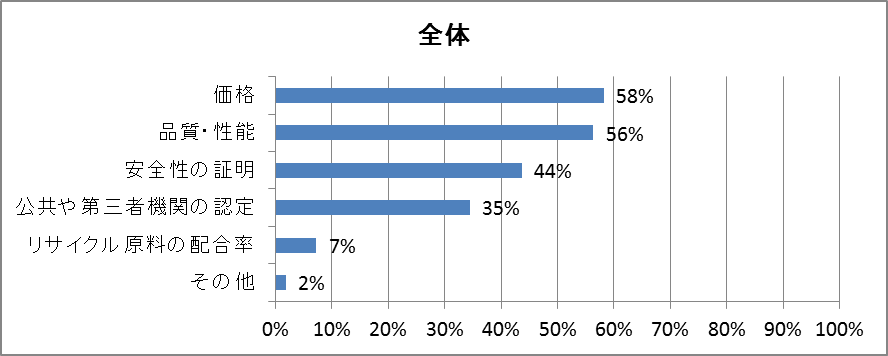 全体
価格
58%
品質・性能
56%
安全性の証明
44%
公共や第三者機関の認定
35%
リサイクル原料の配合率
7%
その他
2%
0% 10% 20% 30% 40% 50% 60% 70% 80% 90% 100%